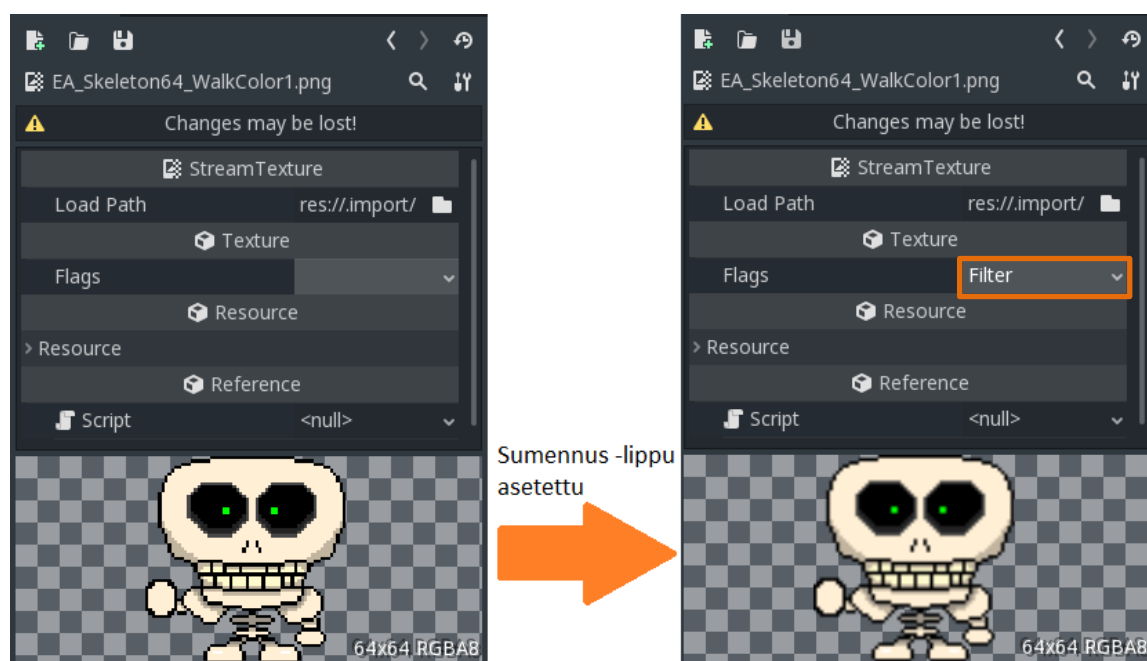 EA_Skeleton64_WalkColor1.png
Changes may be lost!
StreamTexture
Load Path res://.import/
Texture
Flags
Resource
Resource
Reference
Script <null>
64x64 RGBA8
Sumennus -lippu
asetettu
EA_Skeleton64_WalkColor1.png
Changes may be lost!
StreamTexture
Load Path res://.import/
Texture
Flags Filter
Resource
Resource
Reference
Script <null>
64x64 RGBA8